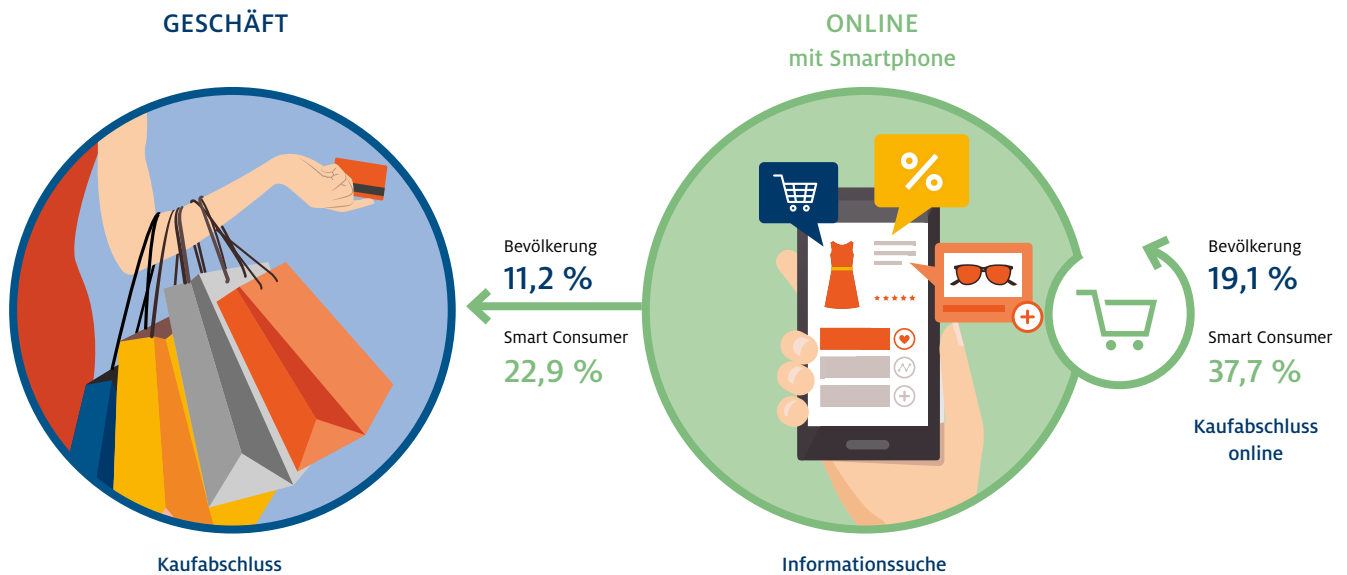 GESCHÄFT
ONLINE
mit Smartphone
%
Bevölkerung
11,2 %
Smart Consumer
22,9 %
Bevölkerung
19,1 %
Smart Consumer
37,7 %
Kaufabschluss
online
Kaufabschluss
Informationssuche